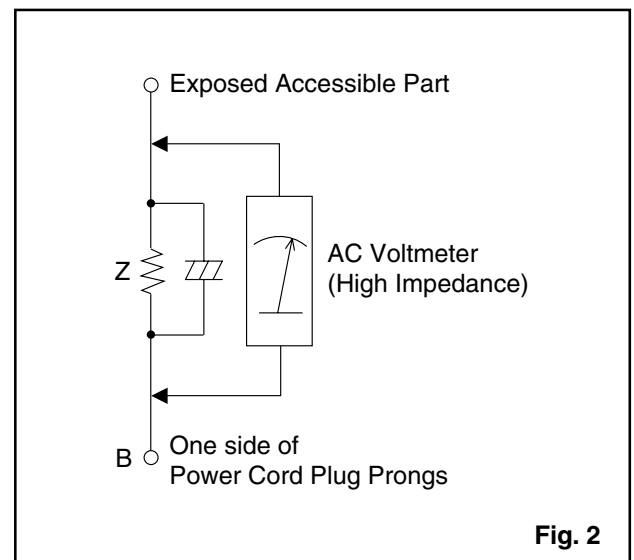 Exposed Accessible Part
Z
AC Voltmeter
(High Impedance)
B
One side of
Power Cord Plug Prongs
Fig. 2